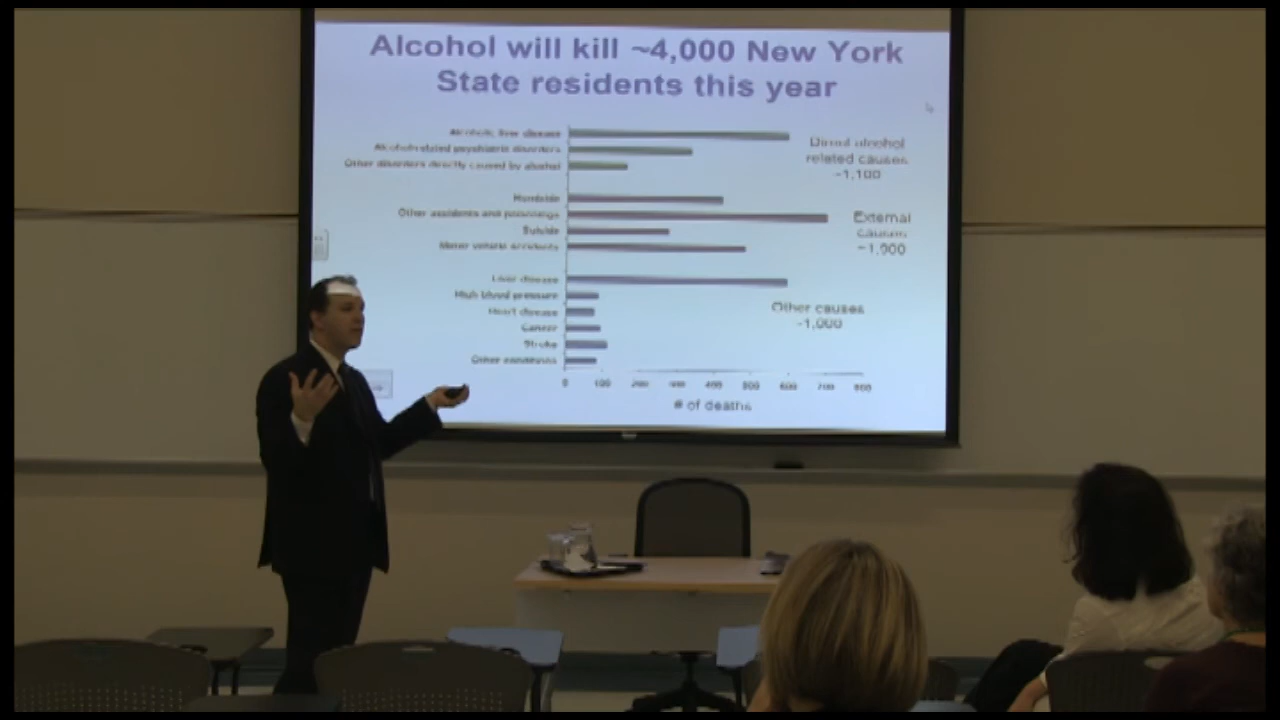 Alcohol will kill ~4,000 New York
State residents this year
Alcoholic liver disease
Alcohol-related psychiatric disorders
Other disorders directly caused by alcohol
Direct alcohol
related causes
~1,100
Homicide
Other accidents and poisonings
Suicide
Motor vehicle accidents
External
causes
~1,900
Liver disease
High blood pressure
Heart disease
Cancer
Stroke
Other conditions
Other causes
~1,000
0 100 200 300 400 500 600 700 800
# of deaths